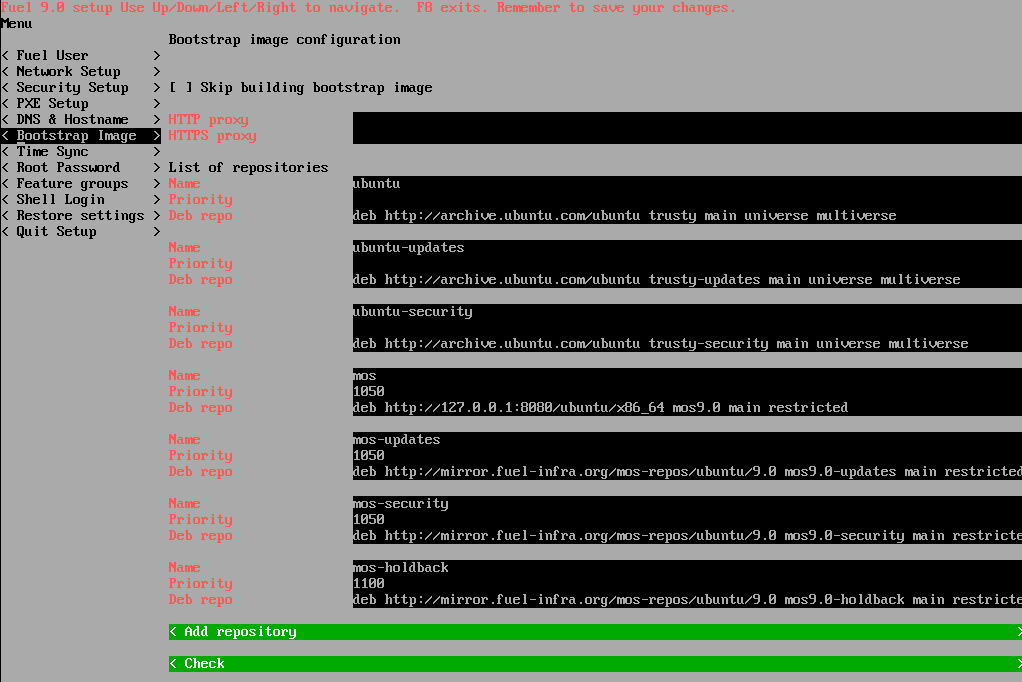 Fuel 9.0 setup Use Up/Down/Left/Right to navigate.  F8 exits. Remember to save your changes.
Menu
< Fuel User >
< Network Setup >
< Security Setup >
< PXE Setup >
< DNS & Hostname >
< Bootstrap Image >
< Time Sync >
< Root Password >
< Feature groups >
< Shell Login >
< Restore settings >
< Quit Setup >
Bootstrap image configuration
[ ] Skip building bootstrap image
HTTP proxy
HTTPS proxy
List of repositories
Name ubuntu
Priority
Deb repo deb http://archive.ubuntu.com/ubuntu trusty main universe multiverse
Name ubuntu-updates
Priority
Deb repo deb http://archive.ubuntu.com/ubuntu trusty-updates main universe multiverse
Name ubuntu-security
Priority
Deb repo deb http://archive.ubuntu.com/ubuntu trusty-security main universe multiverse
Name mos
Priority 1050
Deb repo deb http://127.0.0.1:8080/ubuntu/x86_64 mos9.0 main restricted
Name mos-updates
Priority 1050
Deb repo deb http://mirror.fuel-infra.org/mos-repos/ubuntu/9.0 mos9.0-updates main restricted
Name mos-security
Priority 1050
Deb repo deb http://mirror.fuel-infra.org/mos-repos/ubuntu/9.0 mos9.0-security main restricte
Name mos-holdback
Priority 1100
Deb repo deb http://mirror.fuel-infra.org/mos-repos/ubuntu/9.0 mos9.0-holdback main restricte
< Add repository >
< Check >